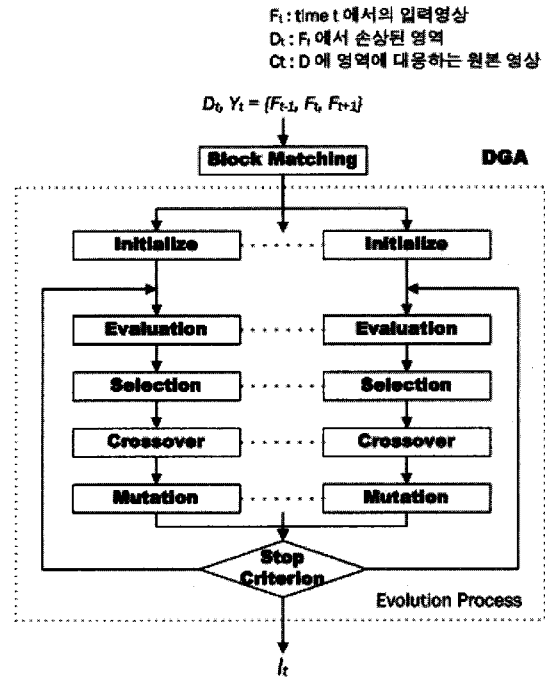 Fₜ : time t 에서의 입력영상
Dₜ : Fₜ 에서 손상된 영역
Ct : D 에 영역에 대응하는 원본 영상
Dₜ, Yₜ = {Fₜ₋₁, Fₜ, Fₜ₊₁}
Block Matching
DGA
Initialize
Initialize
Evaluation
Evaluation
Selection
Selection
Crossover
Crossover
Mutation
Mutation
Stop
Criterion
Evolution Process
Iₜ